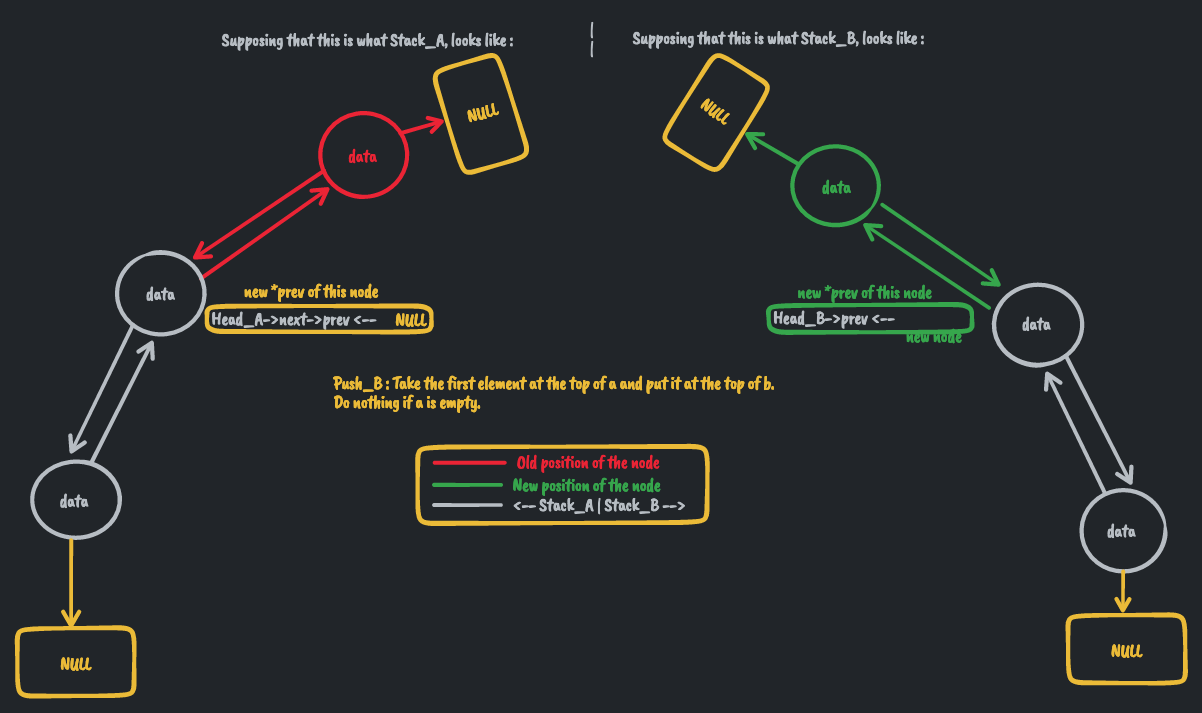 Supposing that this is what Stack_A, looks like :
Supposing that this is what Stack_B, looks like :
NULL
NULL
data
data
data
new *prev of this node
Head_A->next->prev <-- NULL
new *prev of this node
Head_B->prev <--
new node
data
Push_B : Take the first element at the top of a and put it at the top of b.
Do nothing if a is empty.
Old position of the node
New position of the node
<-- Stack_A | Stack_B -->
data
data
NULL
NULL